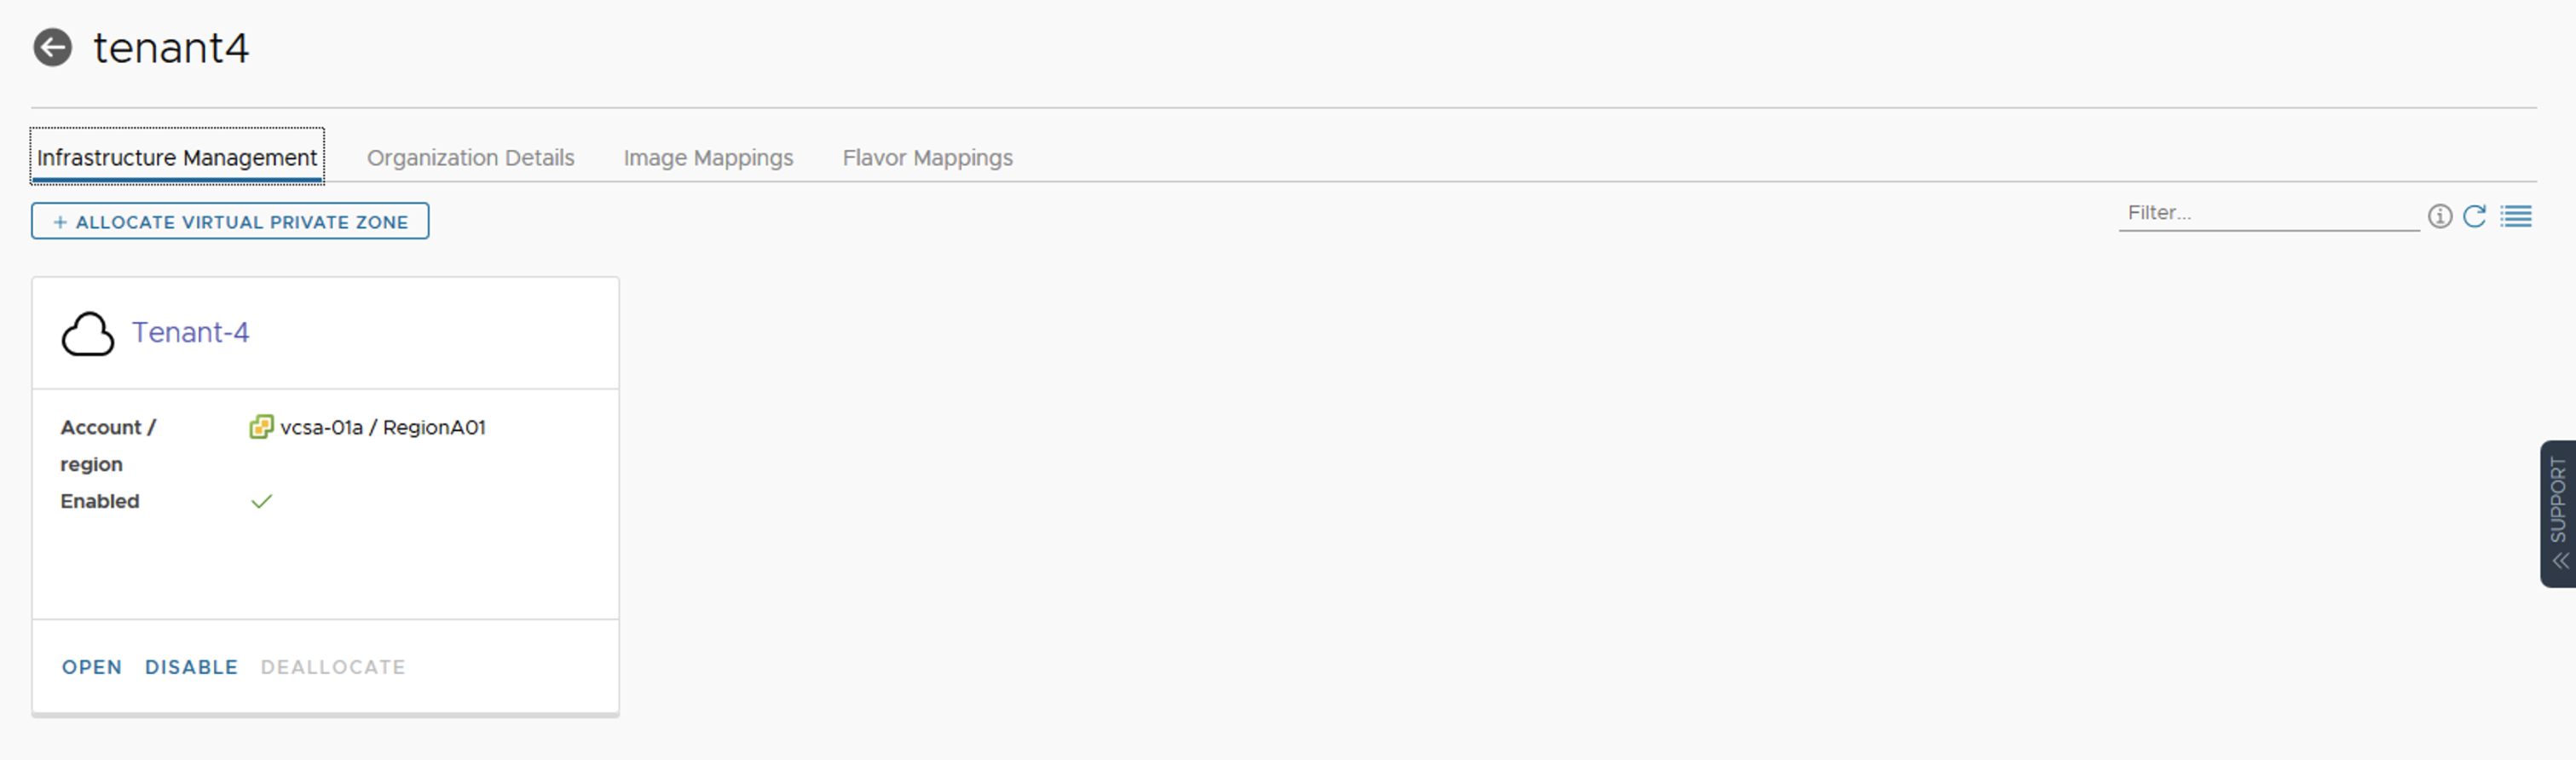 tenant4
Infrastructure Management Organization Details Image Mappings Flavor Mappings
+ ALLOCATE VIRTUAL PRIVATE ZONE
Filter...
Tenant-4
Account / vcsa-01a / RegionA01
region
Enabled
OPEN DISABLE DEALLOCATE
SUPPORT